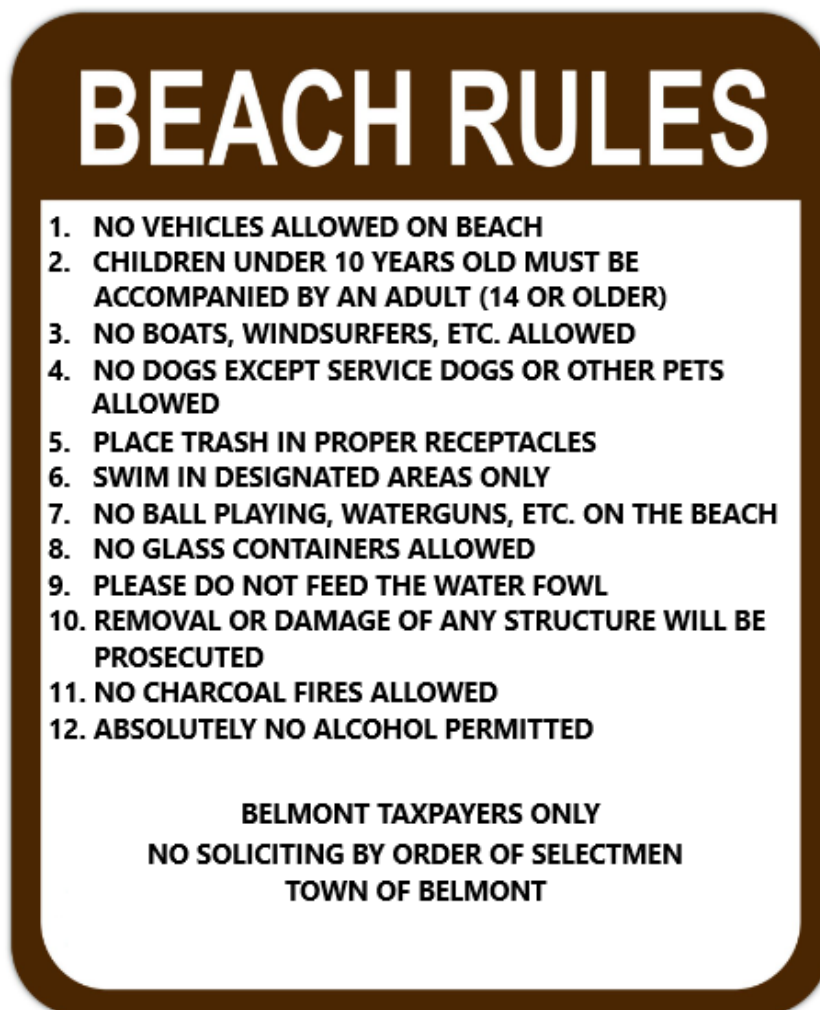 BEACH RULES
1. NO VEHICLES ALLOWED ON BEACH
2. CHILDREN UNDER 10 YEARS OLD MUST BE
ACCOMPANIED BY AN ADULT (14 OR OLDER)
3. NO BOATS, WINDSURFERS, ETC. ALLOWED
4. NO DOGS EXCEPT SERVICE DOGS OR OTHER PETS
ALLOWED
5. PLACE TRASH IN PROPER RECEPTACLES
6. SWIM IN DESIGNATED AREAS ONLY
7. NO BALL PLAYING, WATERGUNS, ETC. ON THE BEACH
8. NO GLASS CONTAINERS ALLOWED
9. PLEASE DO NOT FEED THE WATER FOWL
10. REMOVAL OR DAMAGE OF ANY STRUCTURE WILL BE
PROSECUTED
11. NO CHARCOAL FIRES ALLOWED
12. ABSOLUTELY NO ALCOHOL PERMITTED
BELMONT TAXPAYERS ONLY
NO SOLICITING BY ORDER OF SELECTMEN
TOWN OF BELMONT